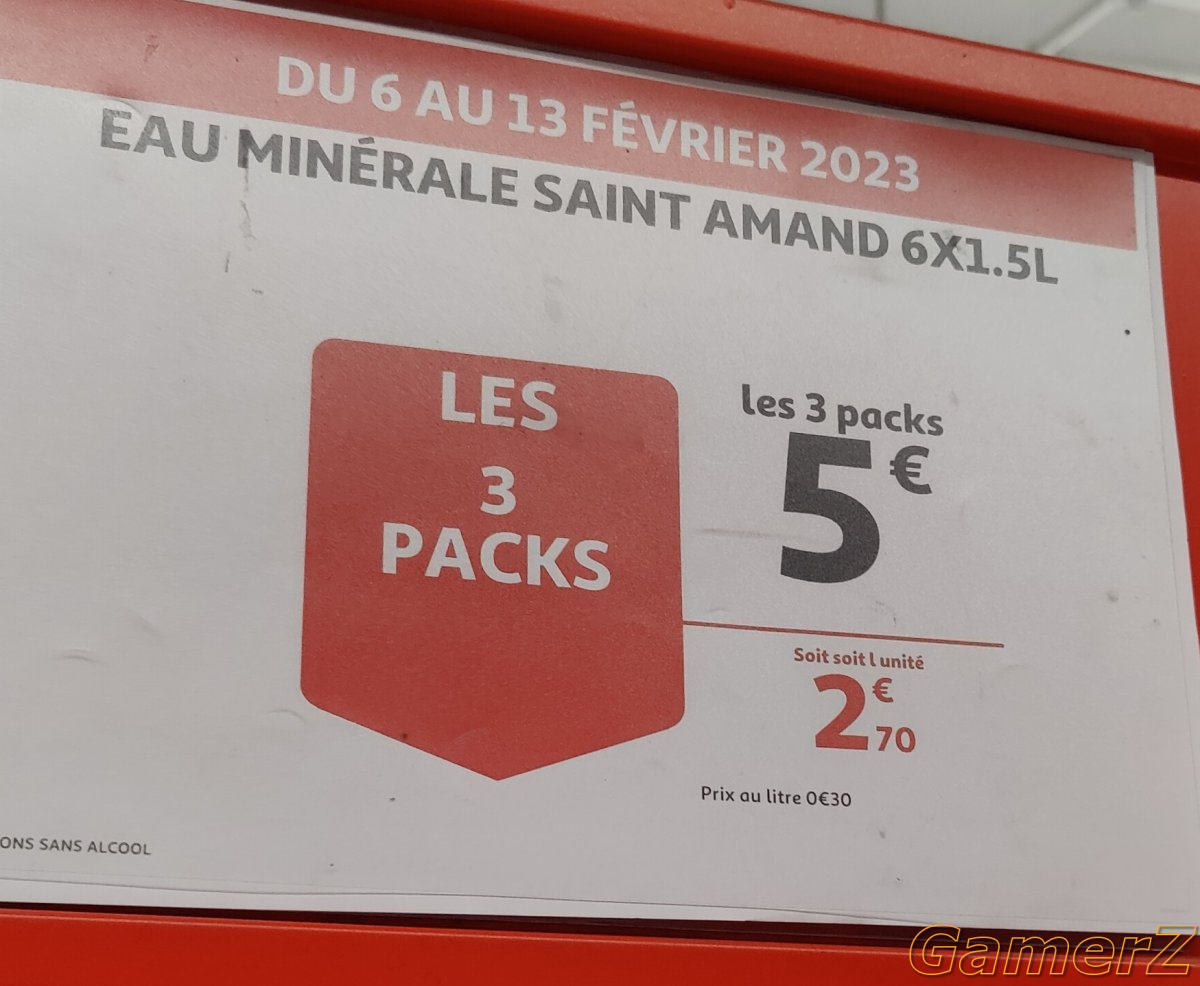 DU 6 AU 13 FÉVRIER 2023
EAU MINÉRALE SAINT AMAND 6X1.5L
LES
3
PACKS
les 3 packs
5€
Soit soit l unité
2€70
Prix au litre 0€30
ONS SANS ALCOOL
GamerZ